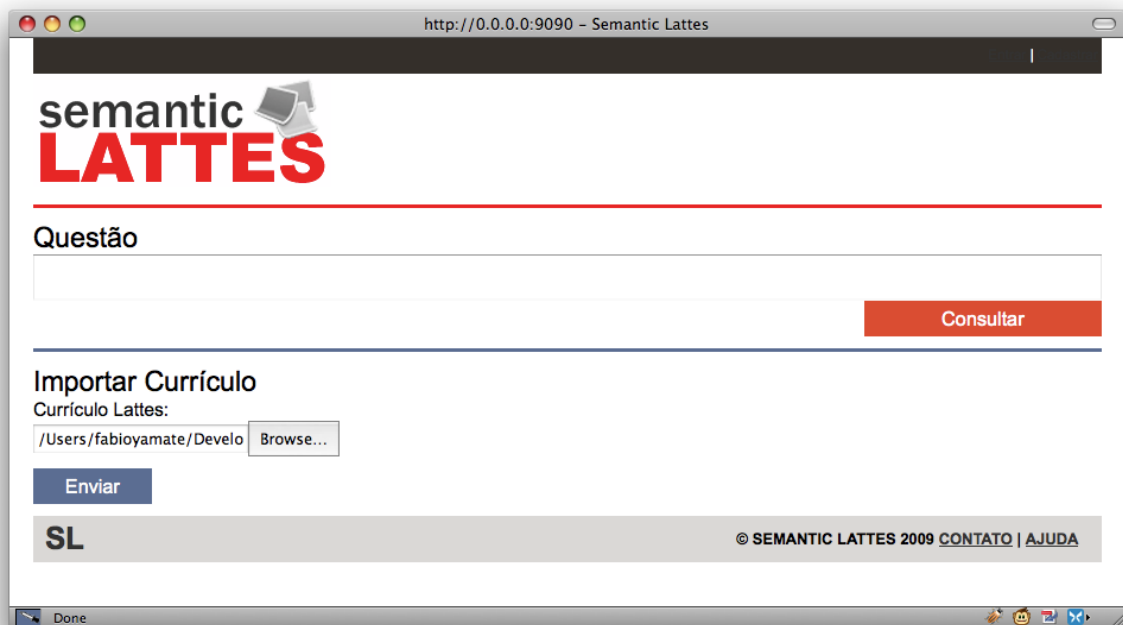 http://0.0.0.0:9090 – Semantic Lattes
|
semantic
LATTES
Questão
Consultar
Importar Currículo
Currículo Lattes:
/Users/fabioyamate/Develo Browse...
Enviar
SL © SEMANTIC LATTES 2009 CONTATO | AJUDA
Done